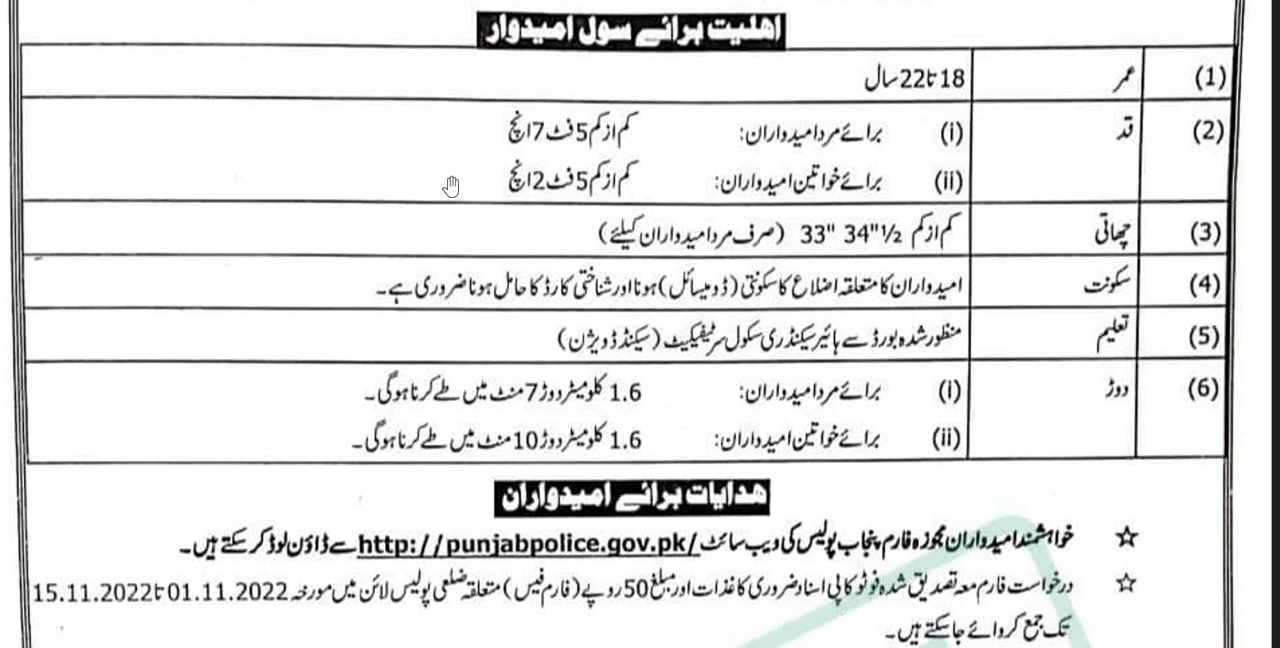 اهلیت برائے سول امیدوار
(1) عمر 18 تا 22 سال
(2) قد (i) برائے مرد امیدواران: کم از کم 5 فٹ 7 انچ
(ii) برائے خواتین امیدواران: کم از کم 5 فٹ 2 انچ
(3) چھاتی کم از کم 33" 34"½ (صرف مرد امیدواران کیلئے)
(4) سکونت امیدواران کا متعلقہ اضلاع کا سکونتی (ڈومیسائل) ہونا اور شناختی کارڈ کا حامل ہونا ضروری ہے۔
(5) تعلیم منظور شدہ بورڈ سے ہائیر سیکنڈری سکول سرٹیفیکیٹ (سیکنڈ ڈویژن)
(6) دوڑ (i) برائے مرد امیدواران: 1.6 کلومیٹر دوڑ 7 منٹ میں طے کرنا ہوگی۔
(ii) برائے خواتین امیدواران: 1.6 کلومیٹر دوڑ 10 منٹ میں طے کرنا ہوگی۔
هدایات برائے امیدواران
☆ خواہشمند امیدواران مجوزہ فارم پنجاب پولیس کی ویب سائٹ http://punjabpolice.gov.pk/ سے ڈاؤن لوڈ کر سکتے ہیں۔
☆ درخواست فارم معہ تصدیق شدہ فوٹو کاپی اسناد ضروری کاغذات اور مبلغ 50 روپے (فارم فیس) متعلقہ ضلعی پولیس لائن میں مورخہ 01.11.2022 تا 15.11.2022
تک جمع کروائے جاسکتے ہیں۔